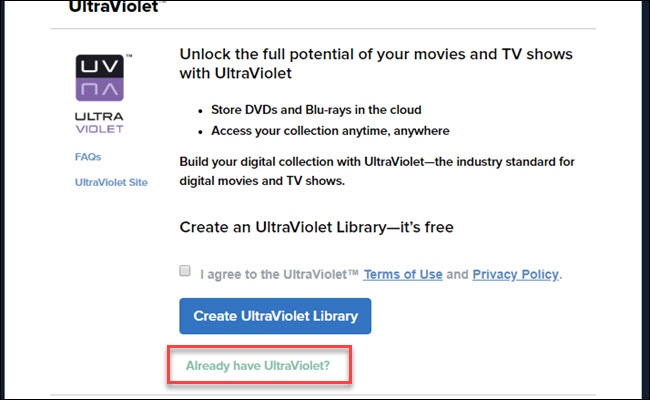 UltraViolet™
UV
VU
™
ULTRA
VIOLET
FAQs
UltraViolet Site
Unlock the full potential of your movies and TV shows
with UltraViolet
• Store DVDs and Blu-rays in the cloud
• Access your collection anytime, anywhere
Build your digital collection with UltraViolet—the industry standard for
digital movies and TV shows.
Create an UltraViolet Library—it’s free
I agree to the UltraViolet™ Terms of Use and Privacy Policy.
Create UltraViolet Library
Already have UltraViolet?